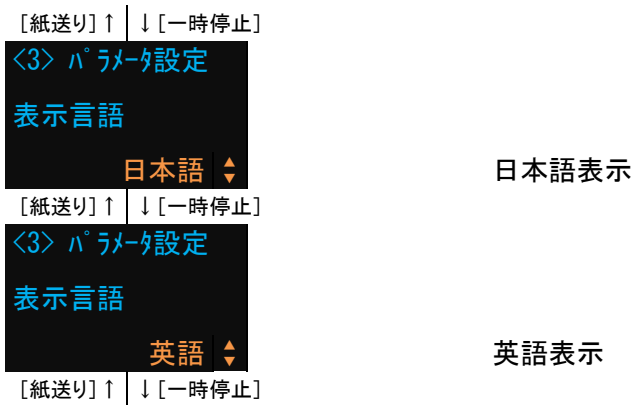 [紙送り]↑ ↓[一時停止]
<3> ﾊﾟﾗﾒｰﾀ設定
表示言語
日本語 日本語表示
[紙送り]↑ ↓[一時停止]
<3> ﾊﾟﾗﾒｰﾀ設定
表示言語
英語 英語表示
[紙送り]↑ ↓[一時停止]